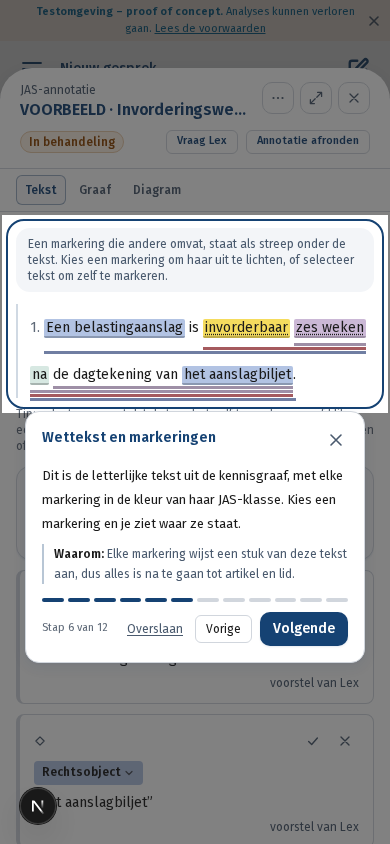 Testomgeving – proof of concept. Analyses kunnen verloren
gaan. Lees de voorwaarden
Nieuw gesprek
JAS-annotatie
VOORBEELD · Invorderingswe...
In behandeling
Vraag Lex
Annotatie afronden
Tekst
Graaf
Diagram
Een markering die andere omvat, staat als streep onder de
tekst. Kies een markering om haar uit te lichten, of selecteer
tekst om zelf te markeren.
1. Een belastingaanslag is invorderbaar zes weken
na de dagtekening van het aanslagbiljet.
Wettekst en markeringen
Dit is de letterlijke tekst uit de kennisgraaf, met elke
markering in de kleur van haar JAS-klasse. Kies een
markering en je ziet waar ze staat.
Waarom: Elke markering wijst een stuk van deze tekst
aan, dus alles is na te gaan tot artikel en lid.
Stap 6 van 12
Overslaan
Vorige
Volgende
voorstel van Lex
Rechtsobject
aanslagbiljet”
voorstel van Lex